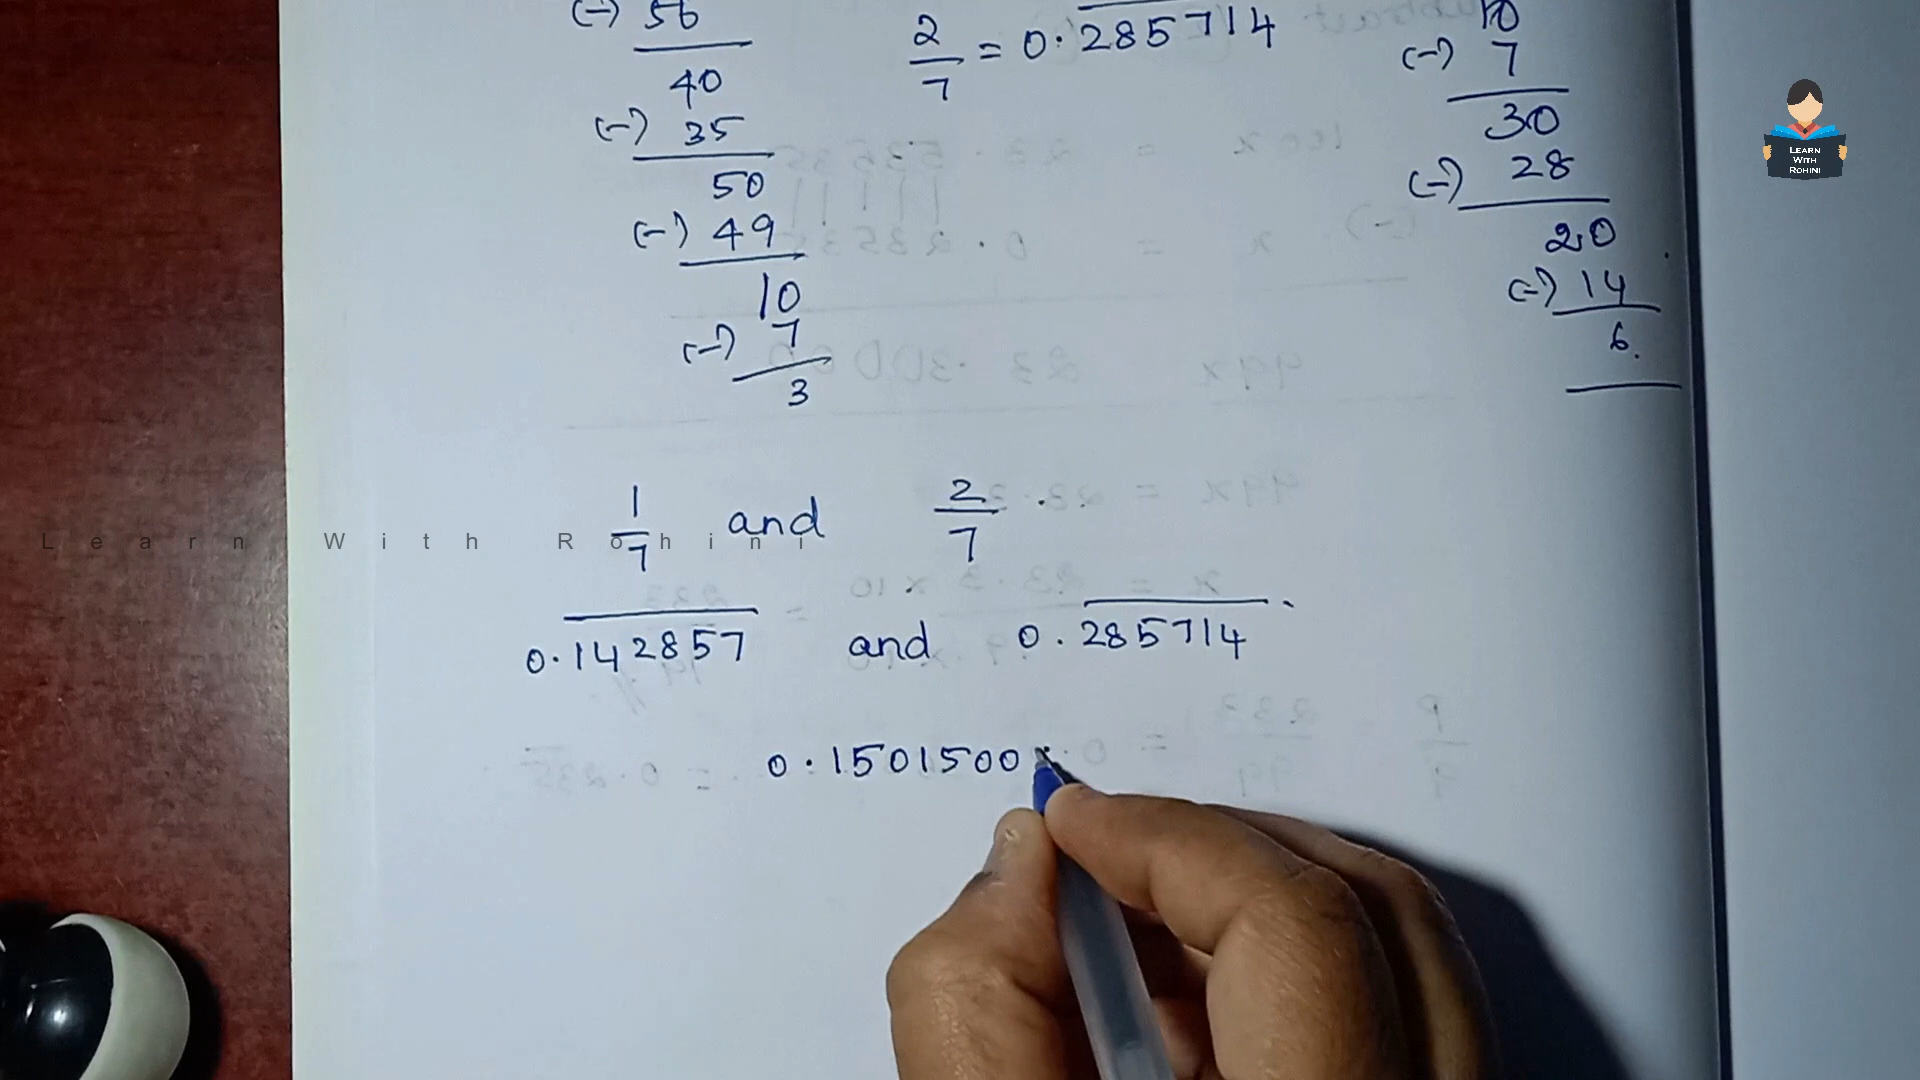 (-) 56
40
(-) 35
50
(-) 49
10
(-) 7
3
2/7 = 0.285714
10
(-) 7
30
(-) 28
20
(-) 14
6
LEARN
WITH
ROHINI
1/7 and 2/7
Learn With Rohini
0.142857 and 0.285714
0.1501500